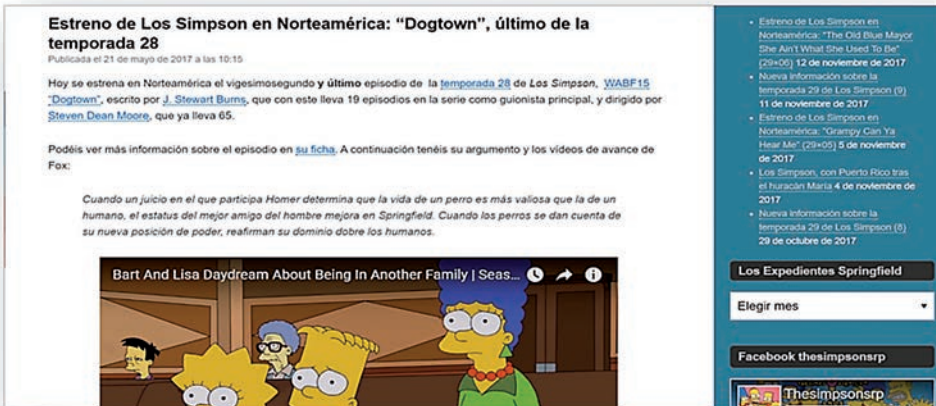 Estreno de Los Simpson en Norteamérica: “Dogtown”, último de la
temporada 28
Publicada el 21 de mayo de 2017 a las 10:15
Hoy se estrena en Norteamérica el vigesimosegundo y último episodio de la temporada 28 de Los Simpson, WABF15
"Dogtown", escrito por J. Stewart Burns, que con este lleva 19 episodios en la serie como guionista principal, y dirigido por
Steven Dean Moore, que ya lleva 65.
Podéis ver más información sobre el episodio en su ficha. A continuación tenéis su argumento y los vídeos de avance de
Fox:
Cuando un juicio en el que participa Homer determina que la vida de un perro es más valiosa que la de un
humano, el estatus del mejor amigo del hombre mejora en Springfield. Cuando los perros se dan cuenta de
su nueva posición de poder, reafirman su dominio dobre los humanos.
Bart And Lisa Daydream About Being In Another Family | Seas...
Estreno de Los Simpson en
Norteamérica: "The Old Blue Mayor
She Ain't What She Used To Be"
(29×06) 12 de noviembre de 2017
Nueva información sobre la
temporada 29 de Los Simpson (9)
11 de noviembre de 2017
Estreno de Los Simpson en
Norteamérica: "Grampy Can Ya
Hear Me" (29×05) 5 de noviembre
de 2017
Los Simpson, con Puerto Rico tras
el huracán María 4 de noviembre de
2017
Nueva información sobre la
temporada 29 de Los Simpson (8)
29 de octubre de 2017
Los Expedientes Springfield
Elegir mes
Facebook thesimpsonsrp
Thesimpsonsrp